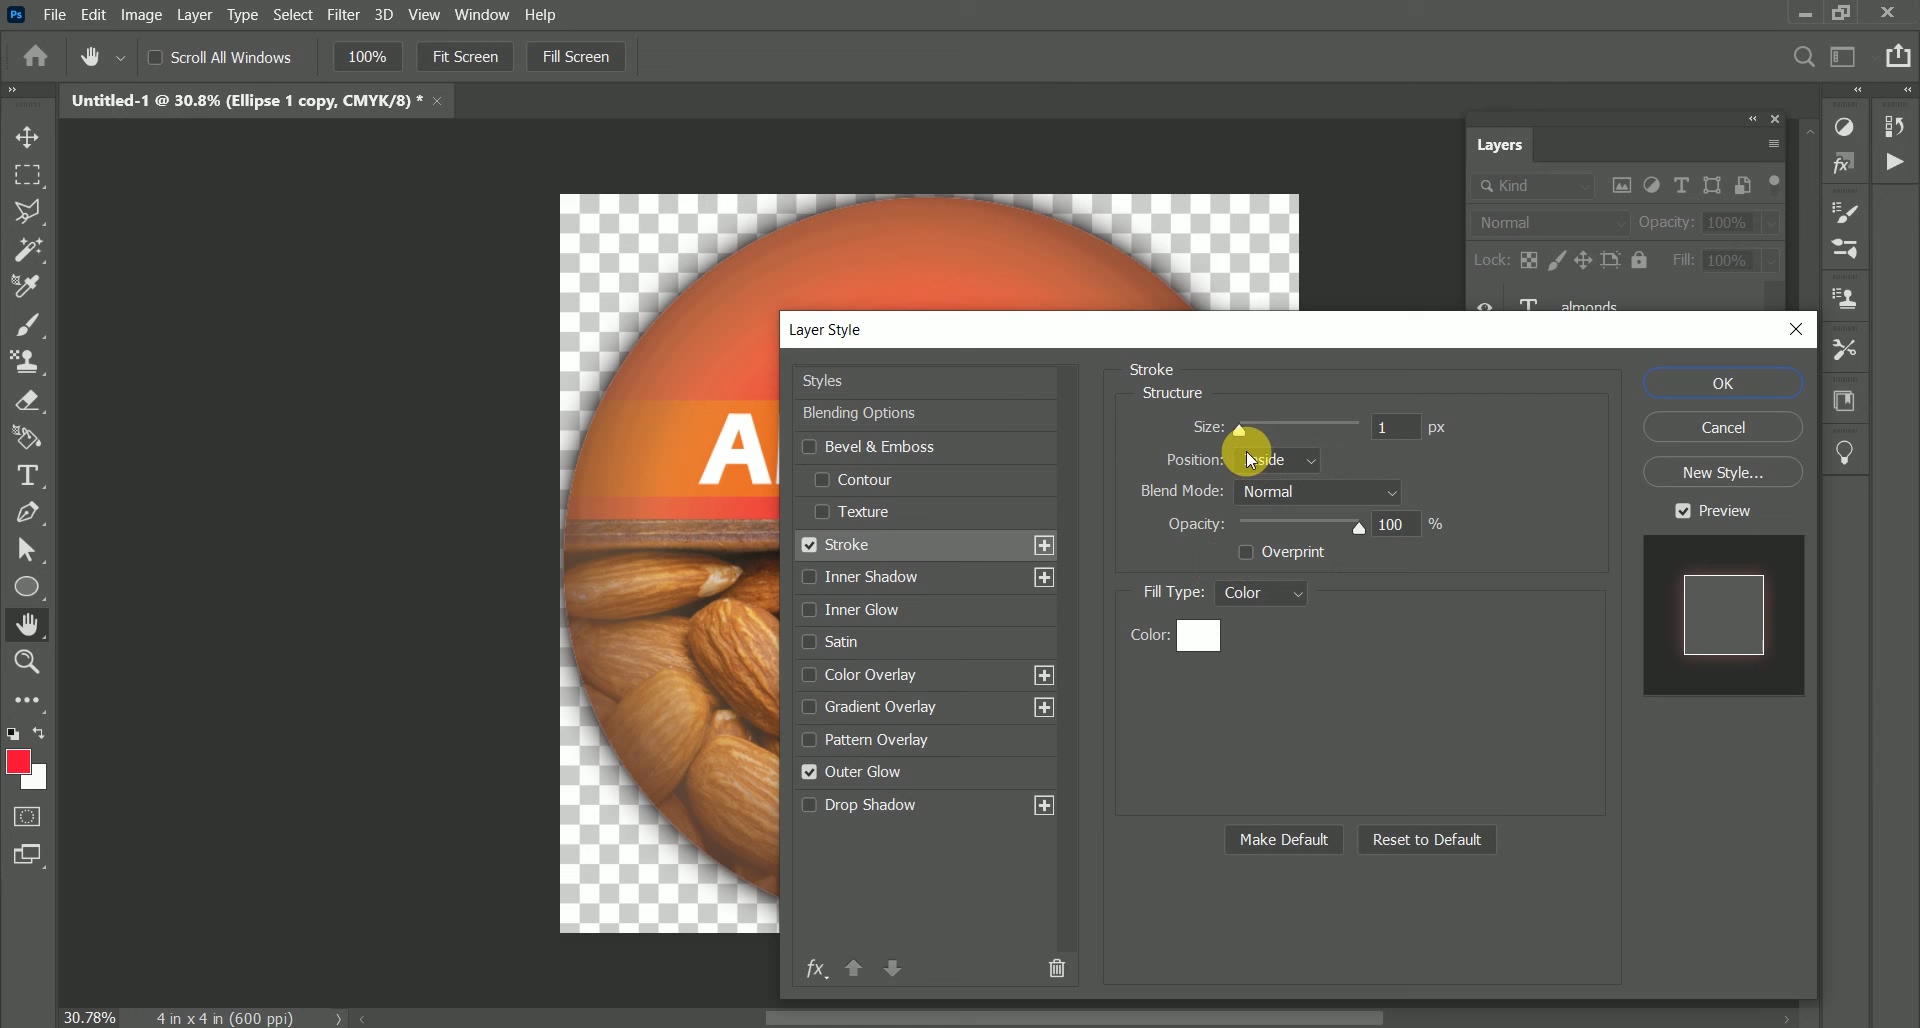 Ps File Edit Image Layer Type Select Filter 3D View Window Help
Scroll All Windows 100% Fit Screen Fill Screen
Untitled-1 @ 30.8% (Ellipse 1 copy, CMYK/8) *
Layers
Kind
Normal Opacity: 100%
Lock: Fill: 100%
almonds
Layer Style
Styles
Blending Options
Bevel & Emboss
Contour
Texture
Stroke
Inner Shadow
Inner Glow
Satin
Color Overlay
Gradient Overlay
Pattern Overlay
Outer Glow
Drop Shadow
fx
Stroke
Structure
Size: 1 px
Position: Inside
Blend Mode: Normal
Opacity: 100 %
Overprint
Fill Type: Color
Color:
Make Default Reset to Default
OK
Cancel
New Style...
Preview
30.78% 4 in x 4 in (600 ppi)